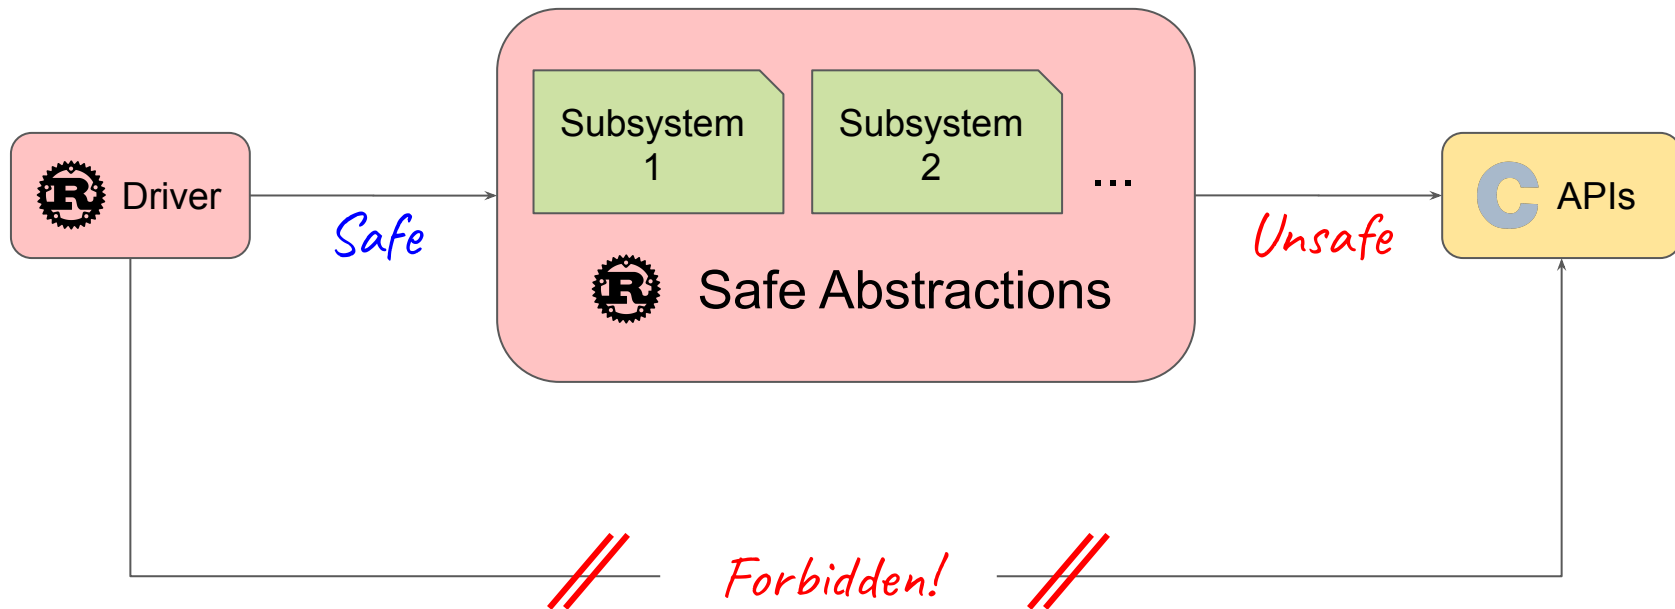 Subsystem
1
Subsystem
2
...
R Driver
Safe
Unsafe
C APIs
R Safe Abstractions
Forbidden!